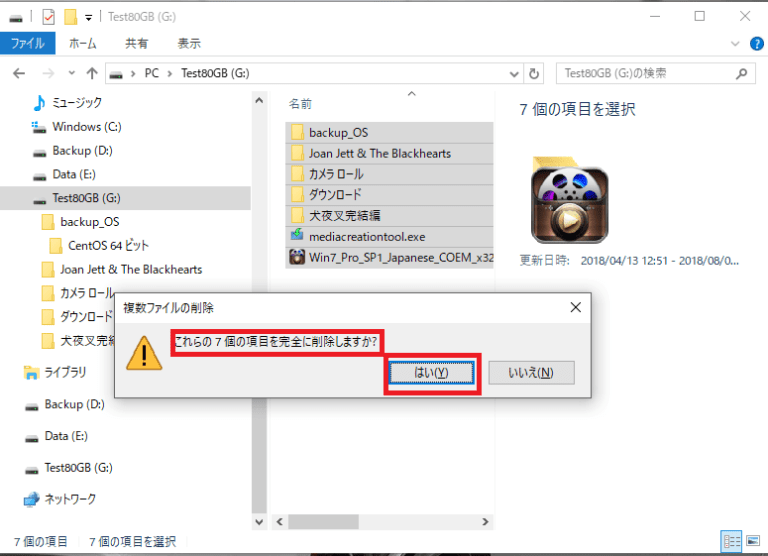 Test80GB (G:)
ファイル ホーム 共有 表示
PC Test80GB (G:) Test80GB (G:)の検索
ミュージック
Windows (C:)
Backup (D:)
Data (E:)
Test80GB (G:)
backup_OS
CentOS 64 ビット
Joan Jett & The Blackhearts
カメラ ロール
ダウンロード
犬夜叉完結編
ライブラリ
Backup (D:)
Data (E:)
Test80GB (G:)
ネットワーク
名前
backup_OS
Joan Jett & The Blackhearts
カメラ ロール
ダウンロード
犬夜叉完結編
mediacreationtool.exe
Win7_Pro_SP1_Japanese_COEM_x32
7 個の項目を選択
更新日時: 2018/04/13 12:51 - 2018/08/0...
複数ファイルの削除
これらの 7 個の項目を完全に削除しますか?
はい(Y) いいえ(N)
7 個の項目 7 個の項目を選択